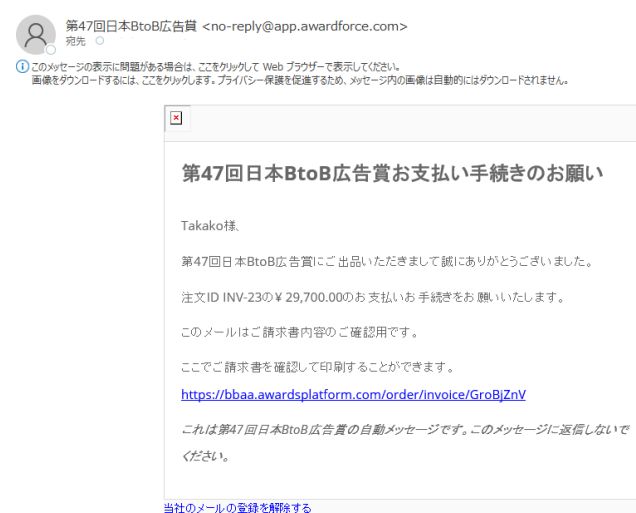 第47回日本BtoB広告賞 <no-reply@app.awardforce.com>
宛先
このメッセージの表示に問題がある場合は、ここをクリックして Web ブラウザーで表示してください。
画像をダウンロードするには、ここをクリックします。プライバシー保護を促進するため、メッセージ内の画像は自動的にはダウンロードされません。
第47回日本BtoB広告賞お支払い手続きのお願い
Takako様、
第47回日本BtoB広告賞にご出品いただきまして誠にありがとうございました。
注文ID INV-23の¥ 29,700.00のお支払いお手続きをお願いいたします。
このメールはご請求書内容のご確認用です。
ここでご請求書を確認して印刷することができます。
https://bbaa.awardsplatform.com/order/invoice/GroBjZnV
これは第47回日本BtoB広告賞の自動メッセージです。このメッセージに返信しないで
ください。
当社のメールの登録を解除する